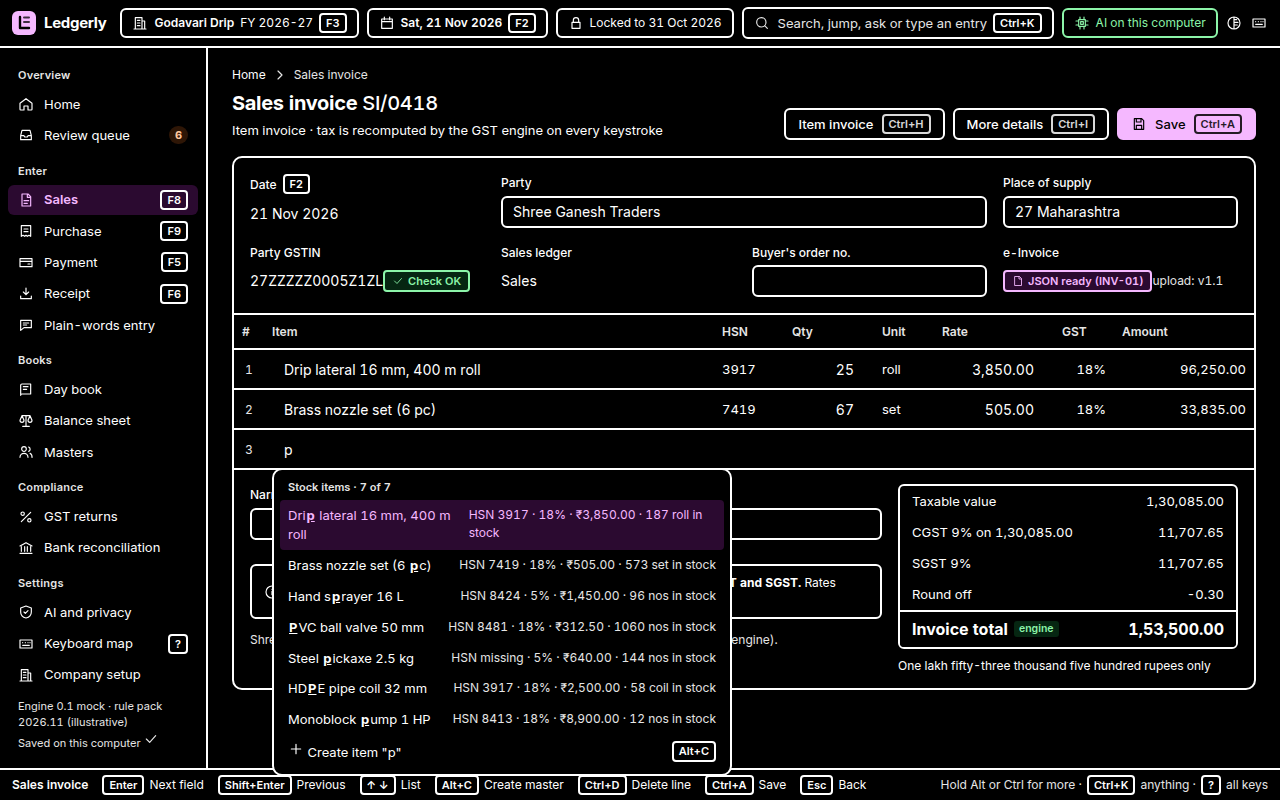 Ledgerly
Godavari Drip FY 2026-27 F3
Sat, 21 Nov 2026 F2
Locked to 31 Oct 2026
Search, jump, ask or type an entry Ctrl+K
AI on this computer
Overview
Home
Review queue 6
Enter
Sales F8
Purchase F9
Payment F5
Receipt F6
Plain-words entry
Books
Day book
Balance sheet
Masters
Compliance
GST returns
Bank reconciliation
Settings
AI and privacy
Keyboard map ?
Company setup
Engine 0.1 mock · rule pack
2026.11 (illustrative)
Saved on this computer
Home > Sales invoice
Sales invoice SI/0418
Item invoice · tax is recomputed by the GST engine on every keystroke
Item invoice Ctrl+H
More details Ctrl+I
Save Ctrl+A
Date F2
21 Nov 2026
Party
Shree Ganesh Traders
Place of supply
27 Maharashtra
Party GSTIN
27ZZZZZ0005Z1ZL Check OK
Sales ledger
Sales
Buyer's order no.
e-Invoice
JSON ready (INV-01) upload: v1.1
# Item HSN Qty Unit Rate GST Amount
1 Drip lateral 16 mm, 400 m roll 3917 25 roll 3,850.00 18% 96,250.00
2 Brass nozzle set (6 pc) 7419 67 set 505.00 18% 33,835.00
3 p
Stock items · 7 of 7
Drip lateral 16 mm, 400 m roll HSN 3917 · 18% · ₹3,850.00 · 187 roll in stock
Brass nozzle set (6 pc) HSN 7419 · 18% · ₹505.00 · 573 set in stock
Hand sprayer 16 L HSN 8424 · 5% · ₹1,450.00 · 96 nos in stock
PVC ball valve 50 mm HSN 8481 · 18% · ₹312.50 · 1060 nos in stock
Steel pickaxe 2.5 kg HSN missing · 5% · ₹640.00 · 144 nos in stock
HDPE pipe coil 32 mm HSN 3917 · 18% · ₹2,500.00 · 58 coil in stock
Monoblock pump 1 HP HSN 8413 · 18% · ₹8,900.00 · 12 nos in stock
Create item "p" Alt+C
T and SGST. Rates
engine).
Taxable value 1,30,085.00
CGST 9% on 1,30,085.00 11,707.65
SGST 9% 11,707.65
Round off -0.30
Invoice total engine 1,53,500.00
One lakh fifty-three thousand five hundred rupees only
Sales invoice Enter Next field Shift+Enter Previous ↑ ↓ List Alt+C Create master Ctrl+D Delete line Ctrl+A Save Esc Back
Hold Alt or Ctrl for more · Ctrl+K anything · ? all keys